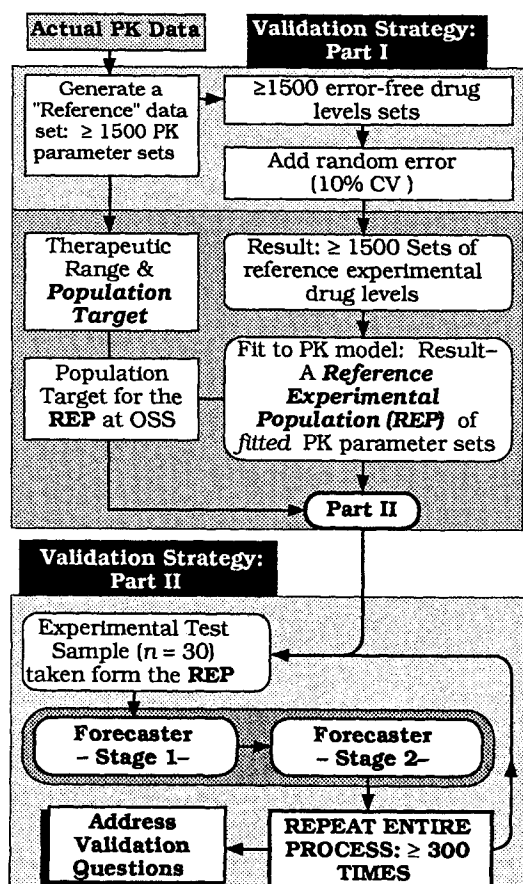 Actual PK Data
Validation Strategy:
Part I
Generate a
"Reference" data
set: ≥ 1500 PK
parameter sets
≥1500 error-free drug
levels sets
Add random error
(10% CV )
Therapeutic
Range &
Population
Target
Result: ≥ 1500 Sets of
reference experimental
drug levels
Population
Target for the
REP at OSS
Fit to PK model: Result–
A Reference
Experimental
Population (REP) of
fitted PK parameter sets
Part II
Validation Strategy:
Part II
Experimental Test
Sample (n = 30)
taken form the REP
Forecaster
– Stage 1–
Forecaster
– Stage 2–
Address
Validation
Questions
REPEAT ENTIRE
PROCESS: ≥ 300
TIMES